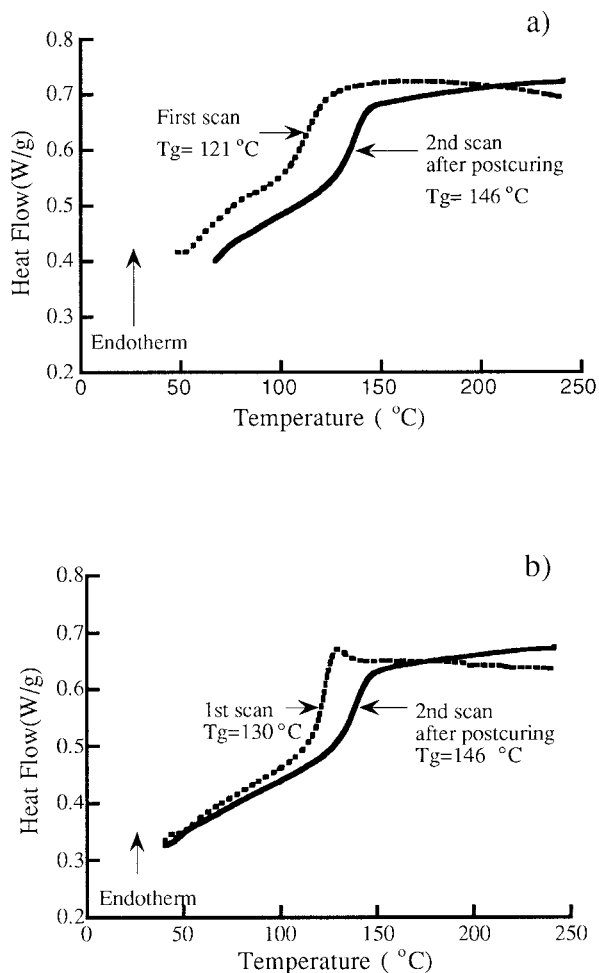 a)
0.8
0.7
0.6
0.5
0.4
0.3
0.2
Heat Flow(W/g)
First scan
Tg= 121 °C
2nd scan
after postcuring
Tg= 146 °C
Endotherm
0
50
100
150
200
250
Temperature ( °C)
b)
0.8
0.7
0.6
0.5
0.4
0.3
0.2
Heat Flow(W/g)
1st scan
Tg=130 °C
2nd scan
after postcuring
Tg=146 °C
Endotherm
0
50
100
150
200
250
Temperature ( °C)